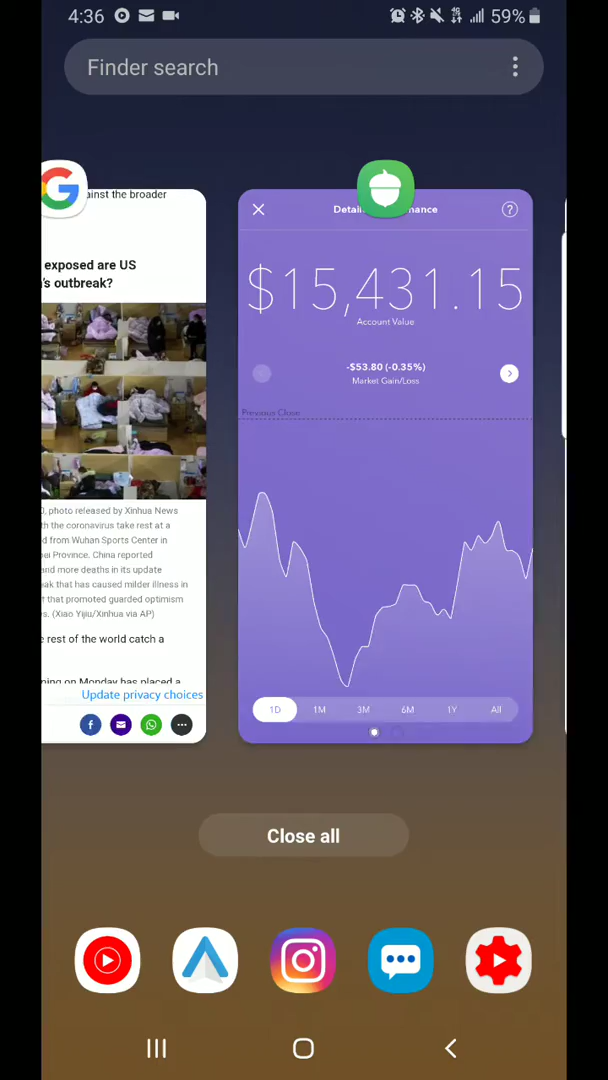 4:36
59%
Finder search
ainst the broader
exposed are US
's outbreak?
0, photo released by Xinhua News
th the coronavirus take rest at a
d from Wuhan Sports Center in
bei Province. China reported
and more deaths in its update
eak that has caused milder illness in
f that promoted guarded optimism
s. (Xiao Yijiu/Xinhua via AP)
e rest of the world catch a
ning on Monday has placed a
Update privacy choices
Detai mance
?
$15,431.15
Account Value
-$53.80 (-0.35%)
Market Gain/Loss
Previous Close
1D 1M 3M 6M 1Y All
Close all